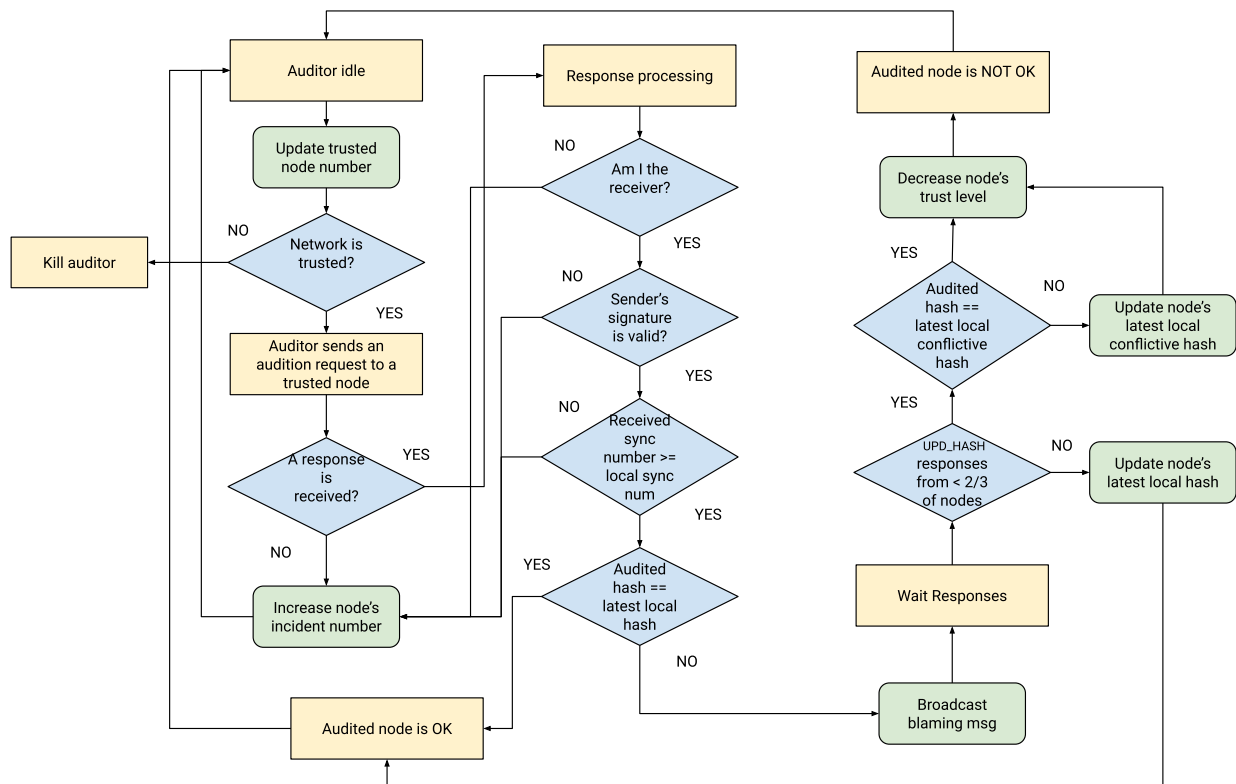 Auditor idle
Update trusted
node number
NO
Network is
trusted?
Kill auditor
YES
Auditor sends an
audition request to a
trusted node
A response
is
received?
YES
NO
Increase node's
incident number
Audited node is OK
Response processing
NO
Am I the
receiver?
YES
NO
Sender's
signature
is valid?
YES
NO
Received
sync
number >=
local sync
num
YES
YES
Audited
hash ==
latest local
hash
NO
Broadcast
blaming msg
Wait Responses
UPD_HASH
responses
from < 2/3
of nodes
NO
Update node's
latest local hash
YES
Audited
hash ==
latest local
conflictive
hash
NO
Update node's
latest local
conflictive hash
YES
Decrease node's
trust level
Audited node is NOT OK